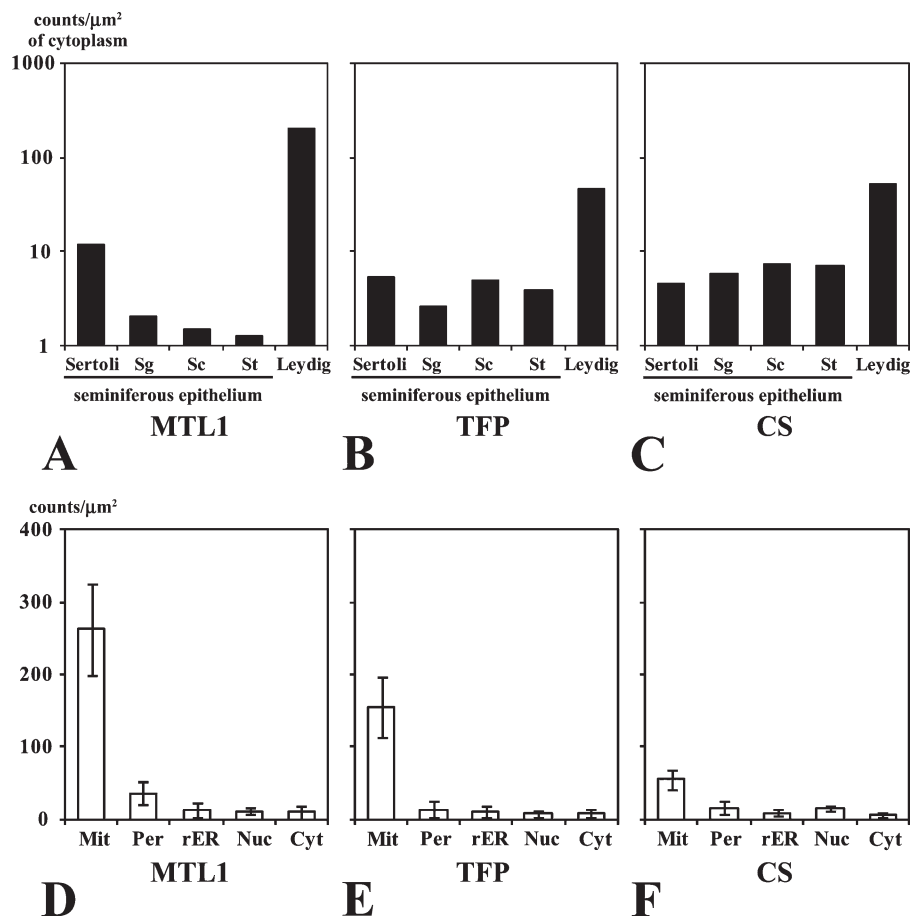 counts/μm²
of cytoplasm
1000
100
10
1
Sertoli Sg Sc St Leydig
seminiferous epithelium
MTL1
A
Sertoli Sg Sc St Leydig
seminiferous epithelium
TFP
B
Sertoli Sg Sc St Leydig
seminiferous epithelium
CS
C
counts/μm²
400
300
200
100
0
Mit Per rER Nuc Cyt
MTL1
D
Mit Per rER Nuc Cyt
TFP
E
Mit Per rER Nuc Cyt
CS
F